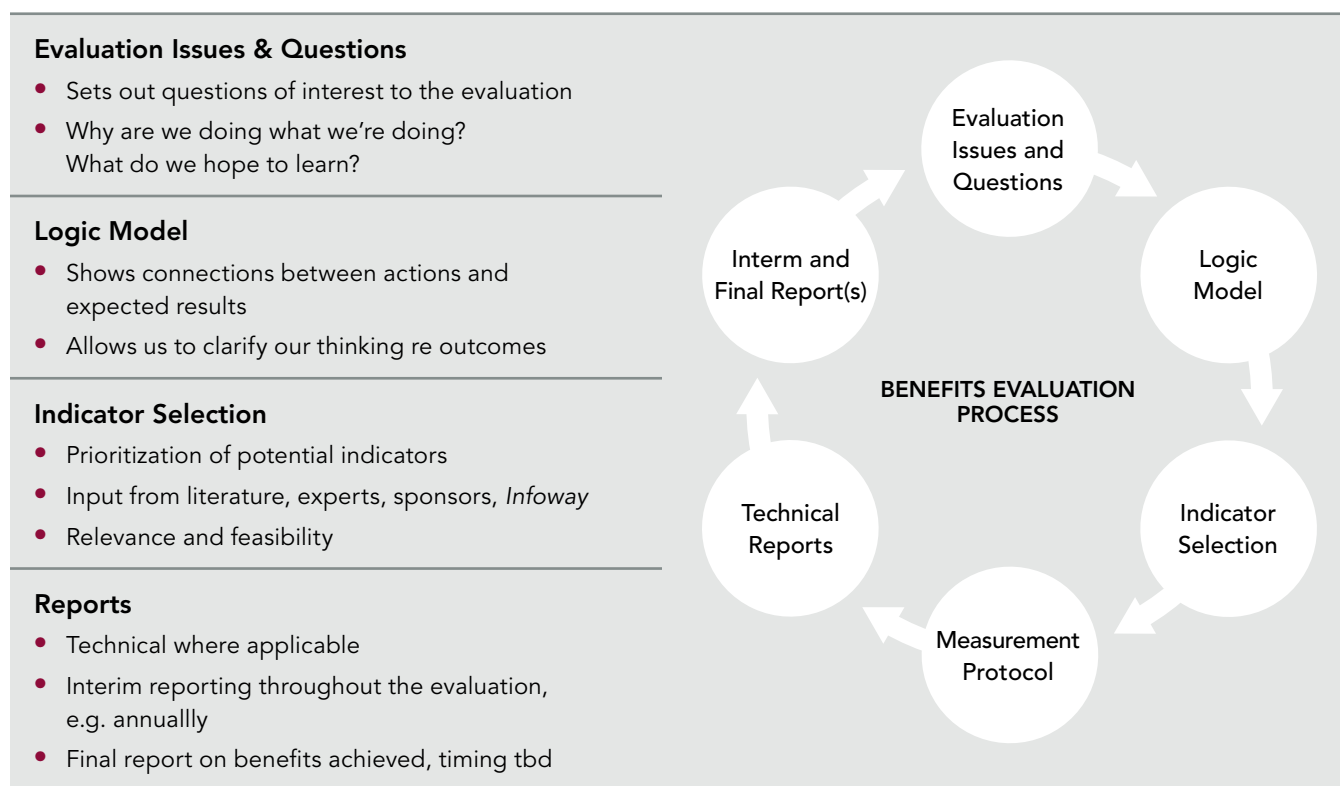 Evaluation Issues & Questions
• Sets out questions of interest to the evaluation
• Why are we doing what we're doing?
What do we hope to learn?
Logic Model
• Shows connections between actions and
expected results
• Allows us to clarify our thinking re outcomes
Indicator Selection
• Prioritization of potential indicators
• Input from literature, experts, sponsors, Infoway
• Relevance and feasibility
Reports
• Technical where applicable
• Interim reporting throughout the evaluation,
e.g. annuallly
• Final report on benefits achieved, timing tbd
Evaluation
Issues and
Questions
Logic
Model
Indicator
Selection
Measurement
Protocol
Technical
Reports
Interm and
Final Report(s)
BENEFITS EVALUATION
PROCESS